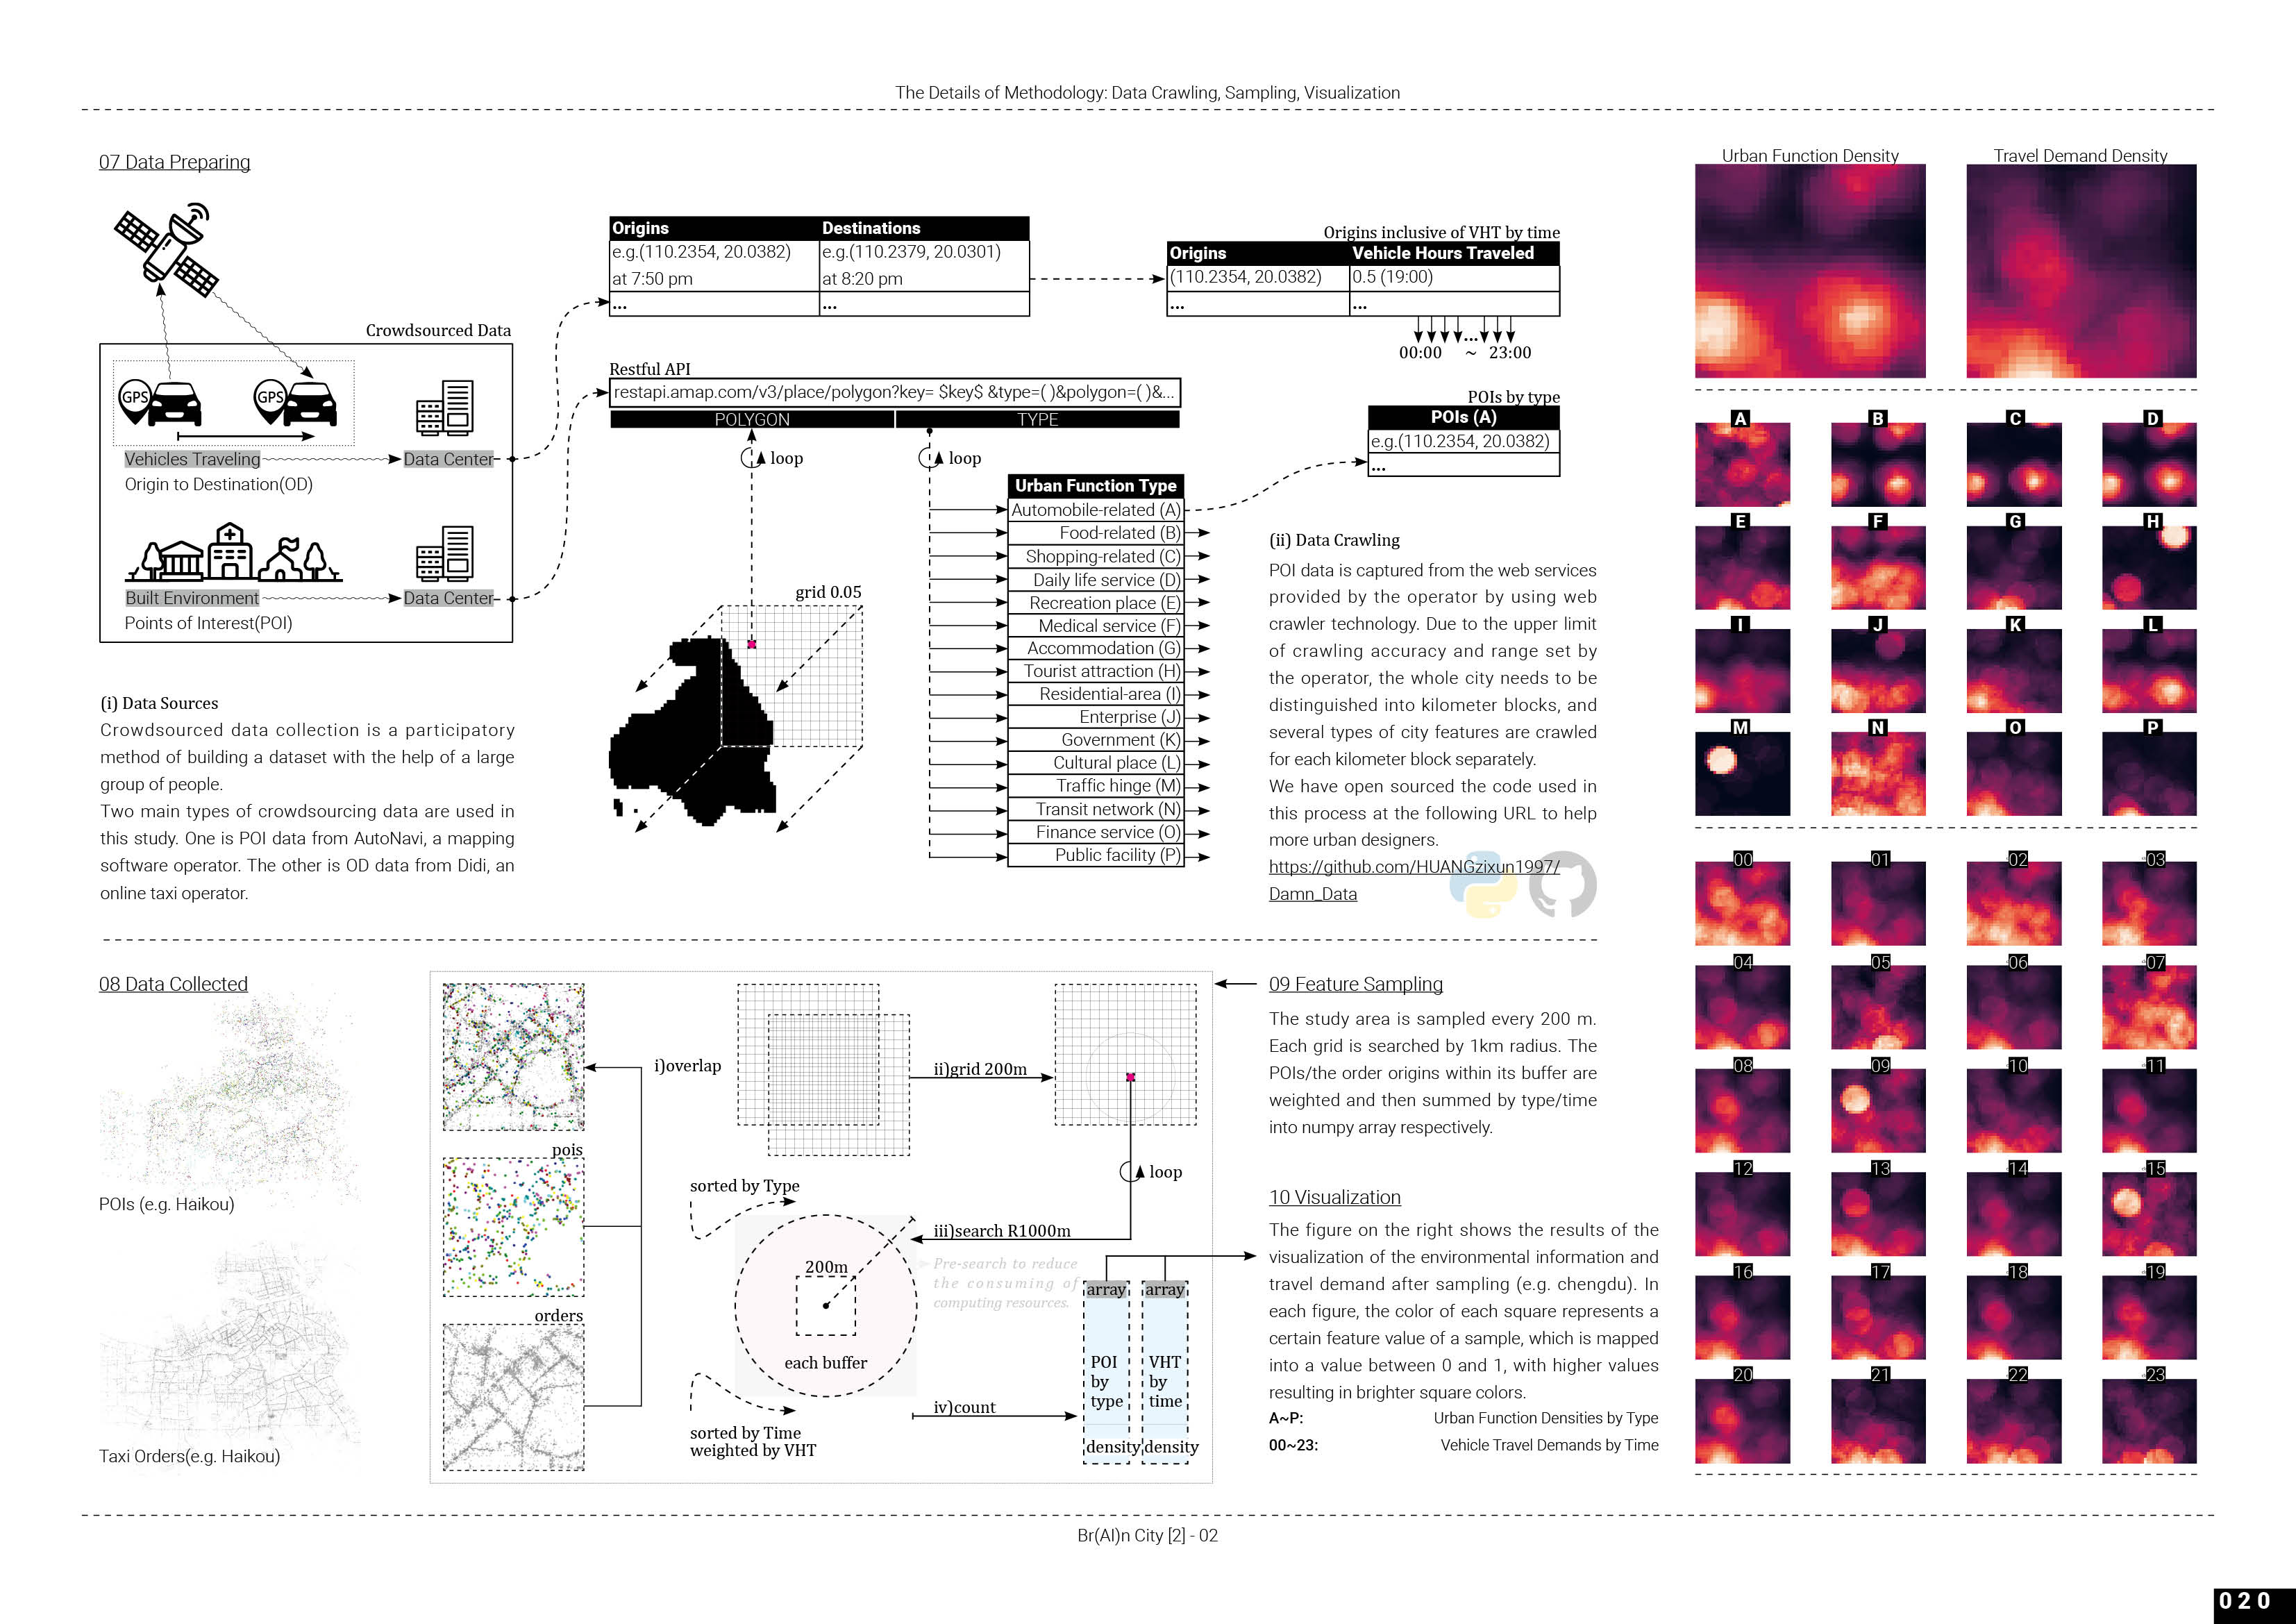 The Details of Methodology: Data Crawling, Sampling, Visualization
07 Data Preparing
Crowdsourced Data
GPS
GPS
Vehicles Traveling
Data Center
Origin to Destination(OD)
Built Environment
Data Center
Points of Interest(POI)
Origins
Destinations
e.g.(110.2354, 20.0382)
e.g.(110.2379, 20.0301)
at 7:50 pm
at 8:20 pm
...
...
Origins inclusive of VHT by time
Origins
Vehicle Hours Traveled
(110.2354, 20.0382)
0.5 (19:00)
...
...
...
00:00 ~ 23:00
Restful API
restapi.amap.com/v3/place/polygon?key= $key$ &type=( )&polygon=( )&...
POLYGON
TYPE
loop
loop
grid 0.05
Urban Function Type
Automobile-related (A)
Food-related (B)
Shopping-related (C)
Daily life service (D)
Recreation place (E)
Medical service (F)
Accommodation (G)
Tourist attraction (H)
Residential-area (I)
Enterprise (J)
Government (K)
Cultural place (L)
Traffic hinge (M)
Transit network (N)
Finance service (O)
Public facility (P)
POIs by type
POIs (A)
e.g.(110.2354, 20.0382)
...
(i) Data Sources
Crowdsourced data collection is a participatory
method of building a dataset with the help of a large
group of people.
Two main types of crowdsourcing data are used in
this study. One is POI data from AutoNavi, a mapping
software operator. The other is OD data from Didi, an
online taxi operator.
(ii) Data Crawling
POI data is captured from the web services
provided by the operator by using web
crawler technology. Due to the upper limit
of crawling accuracy and range set by
the operator, the whole city needs to be
distinguished into kilometer blocks, and
several types of city features are crawled
for each kilometer block separately.
We have open sourced the code used in
this process at the following URL to help
more urban designers.
https://github.com/HUANGzixun1997/
Damn_Data
08 Data Collected
POIs (e.g. Haikou)
Taxi Orders(e.g. Haikou)
pois
orders
i)overlap
ii)grid 200m
loop
iii)search R1000m
Pre-search to reduce
the consuming of
computing resources.
sorted by Type
200m
each buffer
sorted by Time
weighted by VHT
iv)count
array
array
POI
by
type
VHT
by
time
density
density
09 Feature Sampling
The study area is sampled every 200 m.
Each grid is searched by 1km radius. The
POIs/the order origins within its buffer are
weighted and then summed by type/time
into numpy array respectively.
10 Visualization
The figure on the right shows the results of the
visualization of the environmental information and
travel demand after sampling (e.g. chengdu). In
each figure, the color of each square represents a
certain feature value of a sample, which is mapped
into a value between 0 and 1, with higher values
resulting in brighter square colors.
A~P: Urban Function Densities by Type
00~23: Vehicle Travel Demands by Time
Urban Function Density
Travel Demand Density
A
B
C
D
E
F
G
H
I
J
K
L
M
N
O
P
00
01
02
03
04
05
06
07
08
09
10
11
12
13
14
15
16
17
18
19
20
21
22
23
Br(AI)n City [2] - 02
020